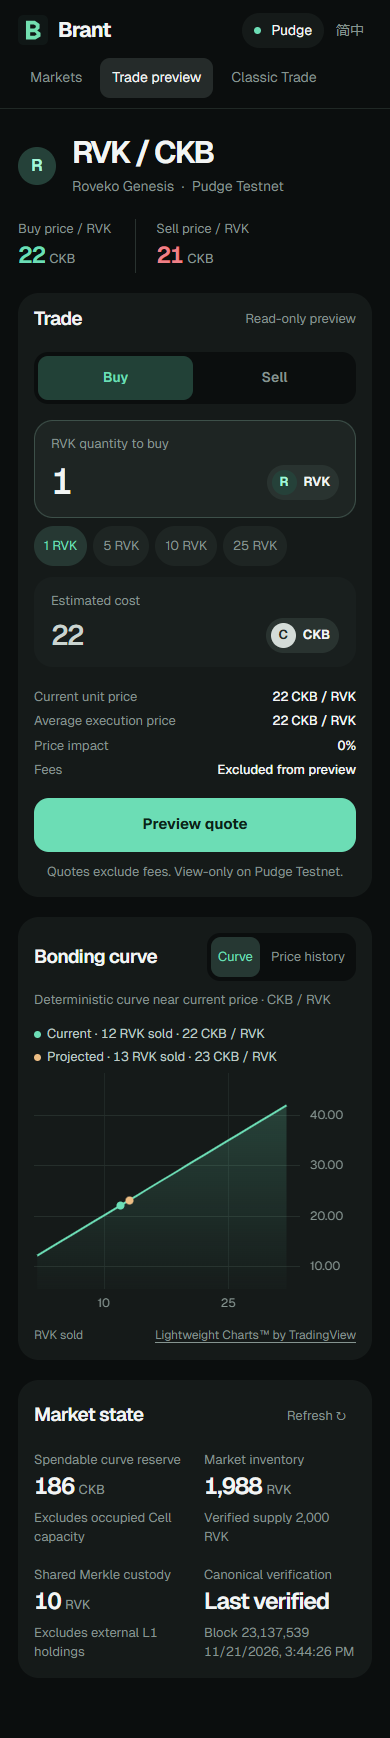 B Brant
Pudge 简中
Markets Trade preview Classic Trade
R
RVK / CKB
Roveko Genesis · Pudge Testnet
Buy price / RVK Sell price / RVK
22 CKB 21 CKB
Trade Read-only preview
Buy Sell
RVK quantity to buy
1 R RVK
1 RVK 5 RVK 10 RVK 25 RVK
Estimated cost
22 C CKB
Current unit price 22 CKB / RVK
Average execution price 22 CKB / RVK
Price impact 0%
Fees Excluded from preview
Preview quote
Quotes exclude fees. View-only on Pudge Testnet.
Bonding curve Curve Price history
Deterministic curve near current price · CKB / RVK
Current · 12 RVK sold · 22 CKB / RVK
Projected · 13 RVK sold · 23 CKB / RVK
40.00
30.00
20.00
10.00
10 25
RVK sold Lightweight Charts™ by TradingView
Market state Refresh ↻
Spendable curve reserve Market inventory
186 CKB 1,988 RVK
Excludes occupied Cell Verified supply 2,000
capacity RVK
Shared Merkle custody Canonical verification
10 RVK Last verified
Excludes external L1 Block 23,137,539
holdings 11/21/2026, 3:44:26 PM